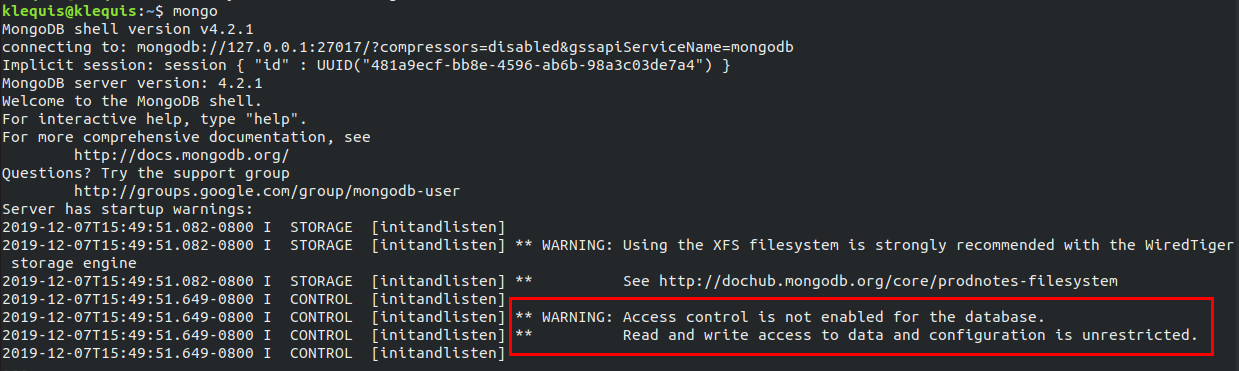 klequis@klequis:~$ mongo
MongoDB shell version v4.2.1
connecting to: mongodb://127.0.0.1:27017/?compressors=disabled&gssapiServiceName=mongodb
Implicit session: session { "id" : UUID("481a9ecf-bb8e-4596-ab6b-98a3c03de7a4") }
MongoDB server version: 4.2.1
Welcome to the MongoDB shell.
For interactive help, type "help".
For more comprehensive documentation, see
        http://docs.mongodb.org/
Questions? Try the support group
        http://groups.google.com/group/mongodb-user
Server has startup warnings:
2019-12-07T15:49:51.082-0800 I  STORAGE  [initandlisten]
2019-12-07T15:49:51.082-0800 I  STORAGE  [initandlisten] ** WARNING: Using the XFS filesystem is strongly recommended with the WiredTiger
 storage engine
2019-12-07T15:49:51.082-0800 I  STORAGE  [initandlisten] **          See http://dochub.mongodb.org/core/prodnotes-filesystem
2019-12-07T15:49:51.649-0800 I  CONTROL  [initandlisten]
2019-12-07T15:49:51.649-0800 I  CONTROL  [initandlisten] ** WARNING: Access control is not enabled for the database.
2019-12-07T15:49:51.649-0800 I  CONTROL  [initandlisten] **          Read and write access to data and configuration is unrestricted.
2019-12-07T15:49:51.649-0800 I  CONTROL  [initandlisten]